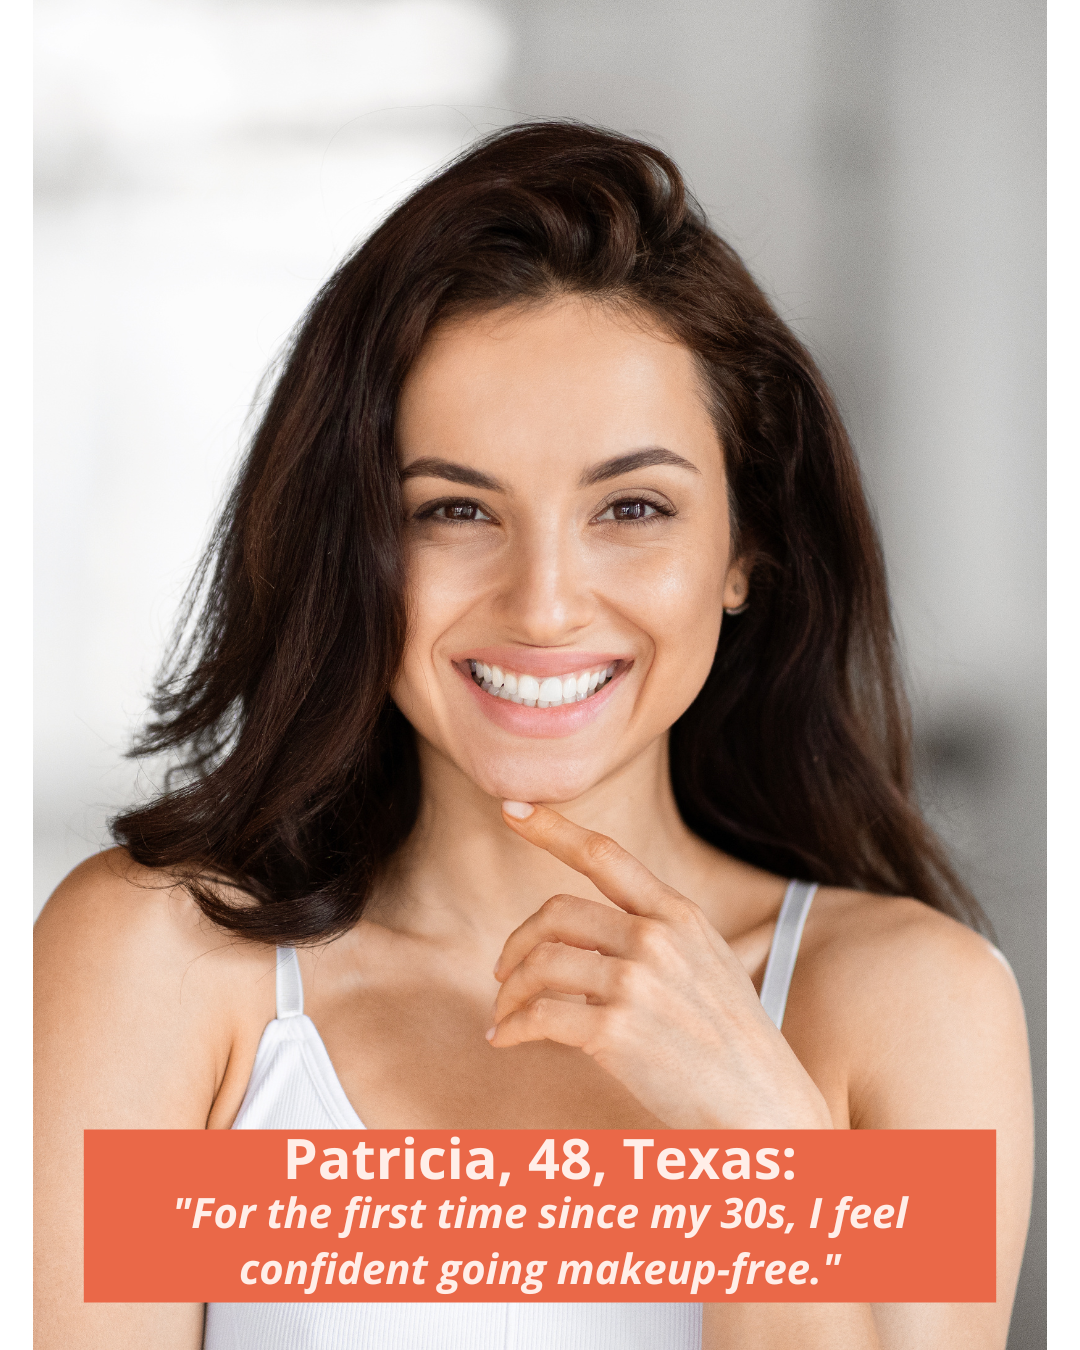 Patricia, 48, Texas:
"For the first time since my 30s, I feel
confident going makeup-free."